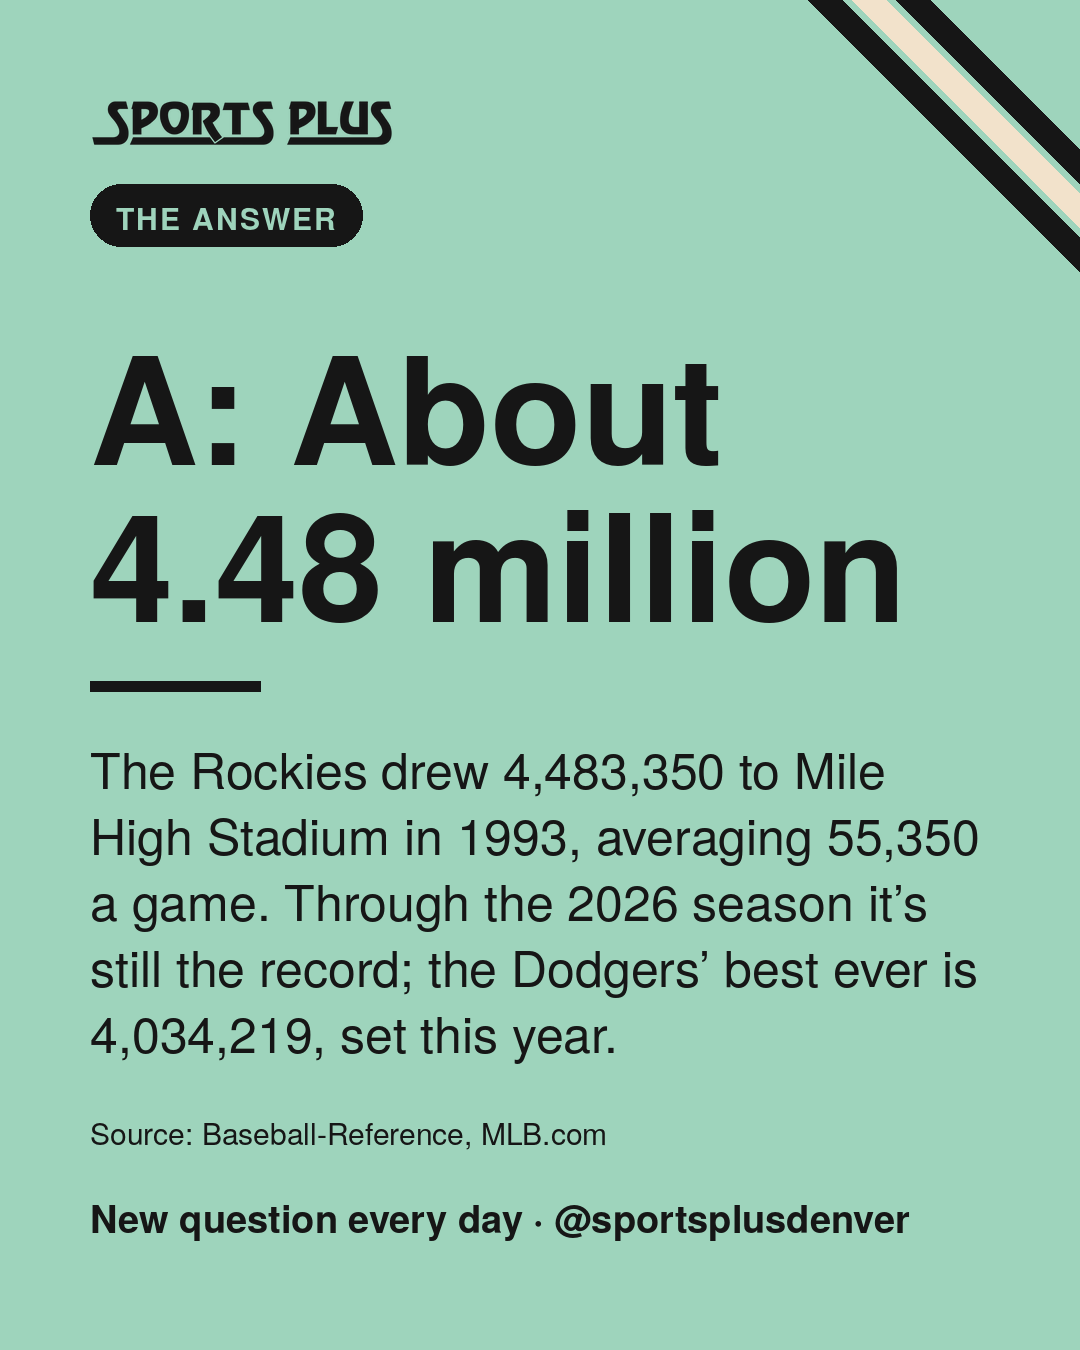 SPORTS PLUS
THE ANSWER
A: About
4.48 million
The Rockies drew 4,483,350 to Mile
High Stadium in 1993, averaging 55,350
a game. Through the 2026 season it’s
still the record; the Dodgers’ best ever is
4,034,219, set this year.
Source: Baseball-Reference, MLB.com
New question every day · @sportsplusdenver